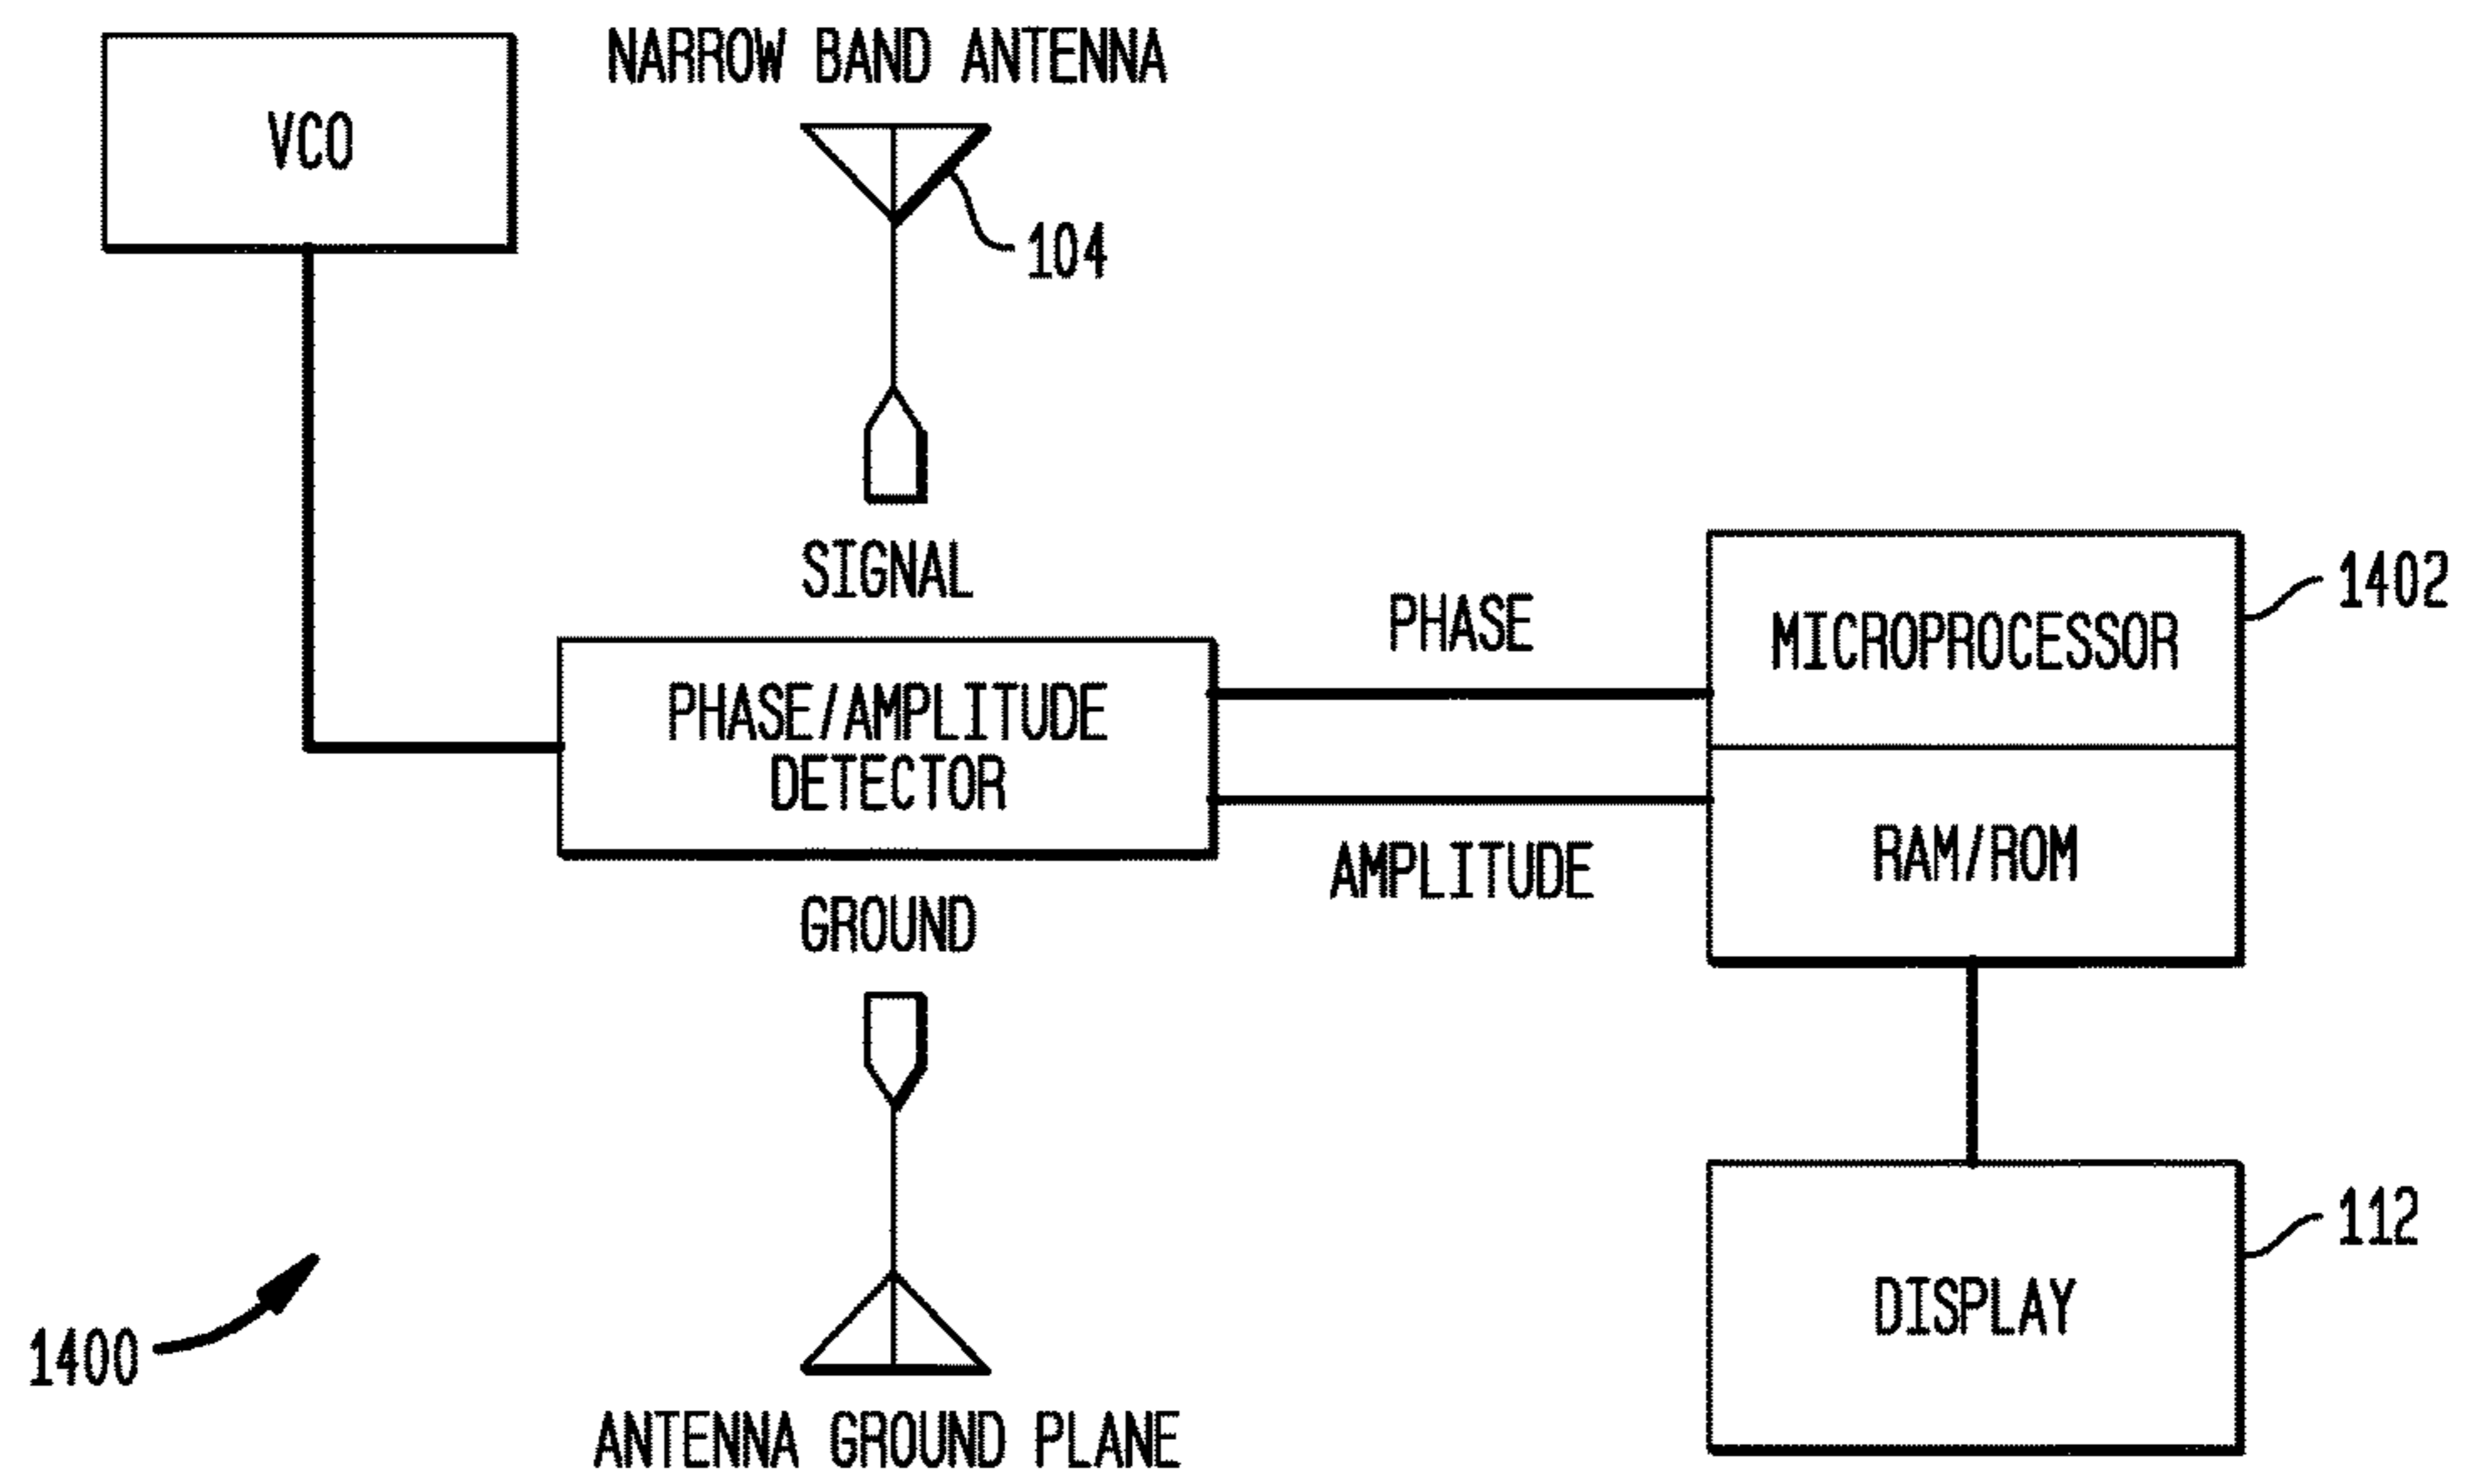 NARROW BAND ANTENNA
VCO
104
SIGNAL
PHASE
1402
MICROPROCESSOR
PHASE/AMPLITUDE
DETECTOR
AMPLITUDE
RAM/ROM
GROUND
112
DISPLAY
1400
ANTENNA GROUND PLANE